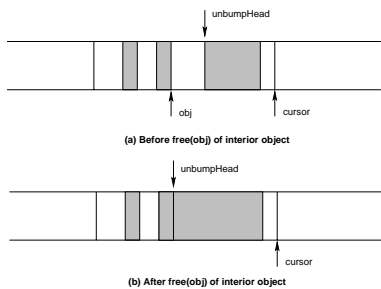 unbumpHead
obj
cursor
(a) Before free(obj) of interior object
unbumpHead
cursor
(b) After free(obj) of interior object